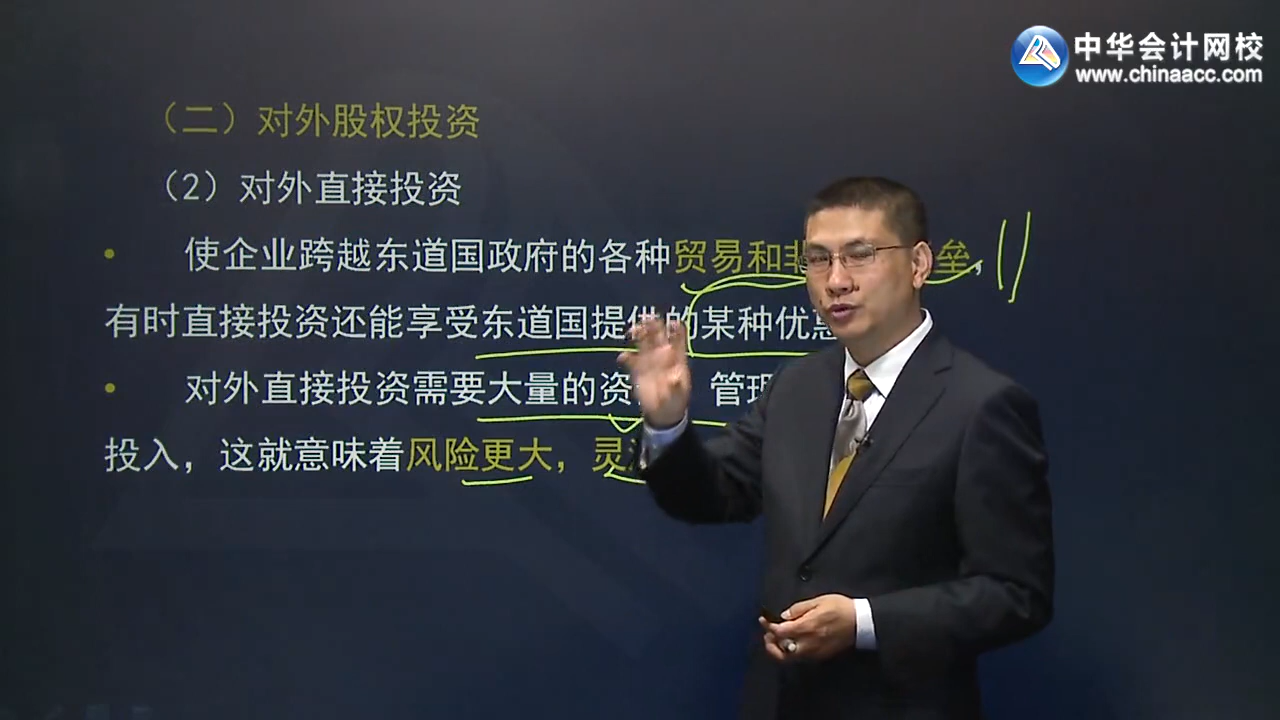 中华会计网校
www.chinaacc.com
（二）对外股权投资
（2）对外直接投资
• 使企业跨越东道国政府的各种贸易和非 垒，
有时直接投资还能享受东道国提供的某种优惠
• 对外直接投资需要大量的资 管理
投入，这就意味着风险更大，灵